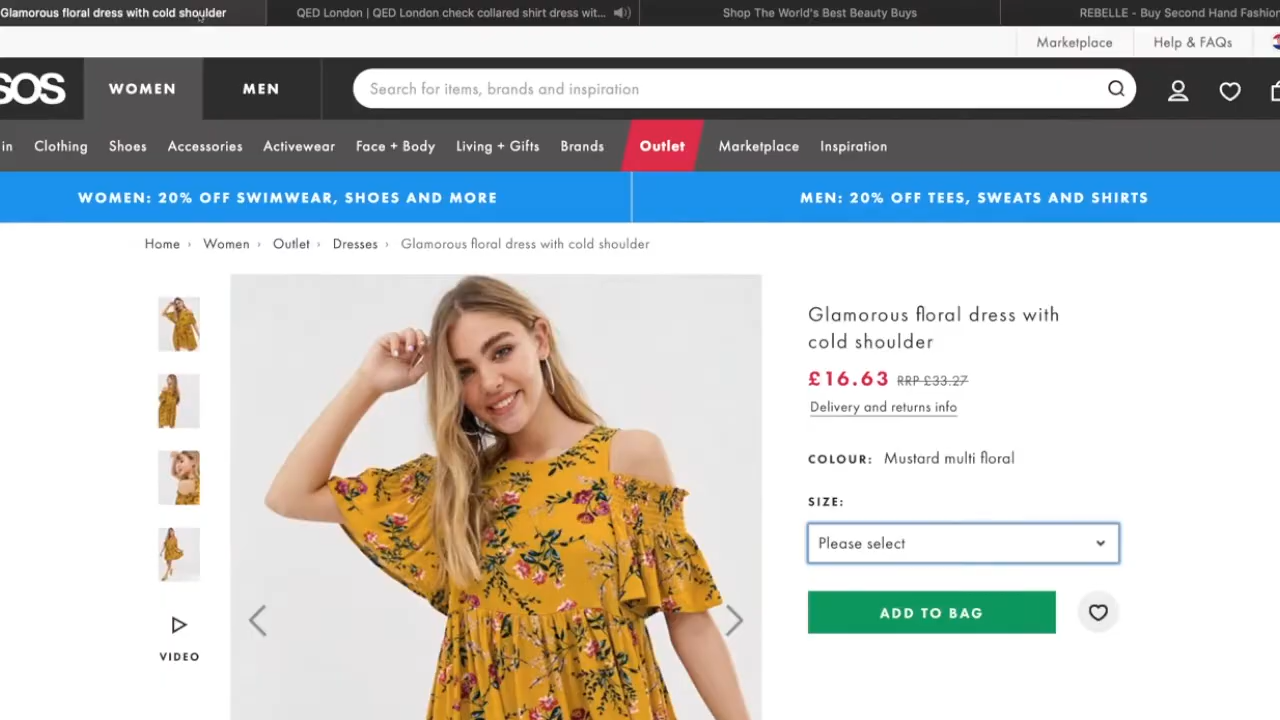 Glamorous floral dress with cold shoulder
QED London | QED London check collared shirt dress wit...
Shop The World's Best Beauty Buys
REBELLE - Buy Second Hand Fashion
Marketplace
Help & FAQs
SOS
WOMEN
MEN
Search for items, brands and inspiration
in
Clothing
Shoes
Accessories
Activewear
Face + Body
Living + Gifts
Brands
Outlet
Marketplace
Inspiration
WOMEN: 20% OFF SWIMWEAR, SHOES AND MORE
MEN: 20% OFF TEES, SWEATS AND SHIRTS
Home › Women › Outlet › Dresses › Glamorous floral dress with cold shoulder
Glamorous floral dress with
cold shoulder
£16.63 RRP £33.27
Delivery and returns info
COLOUR: Mustard multi floral
SIZE:
Please select
ADD TO BAG
VIDEO